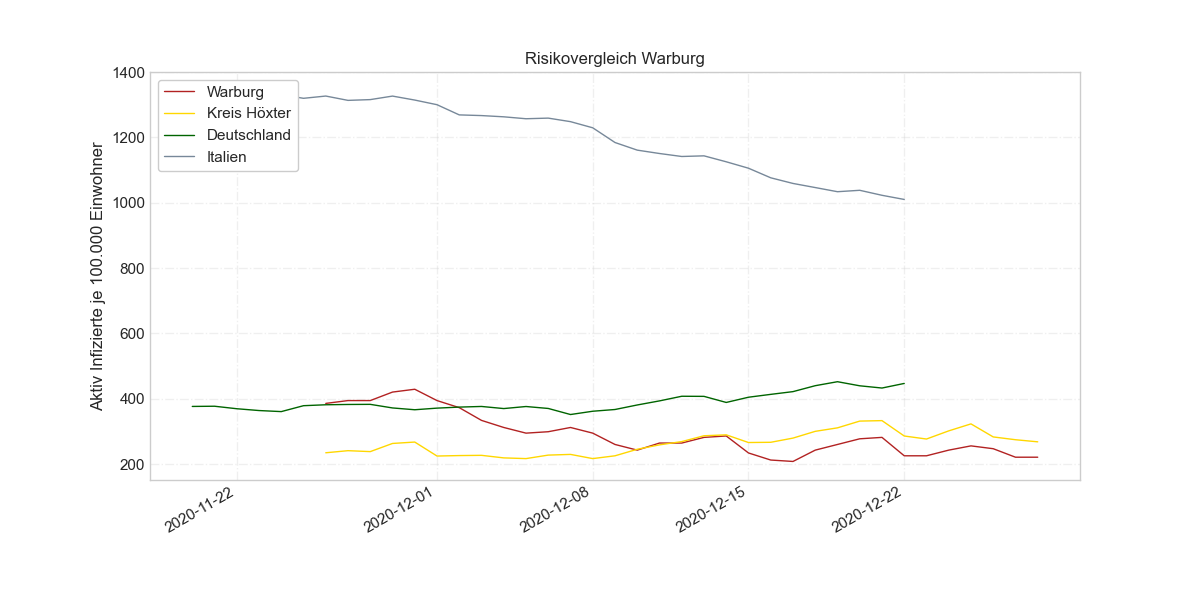 Risikovergleich Warburg
Aktiv Infizierte je 100.000 Einwohner
1400
1200
1000
800
600
400
200
Warburg
Kreis Höxter
Deutschland
Italien
2020-11-22
2020-12-01
2020-12-08
2020-12-15
2020-12-22